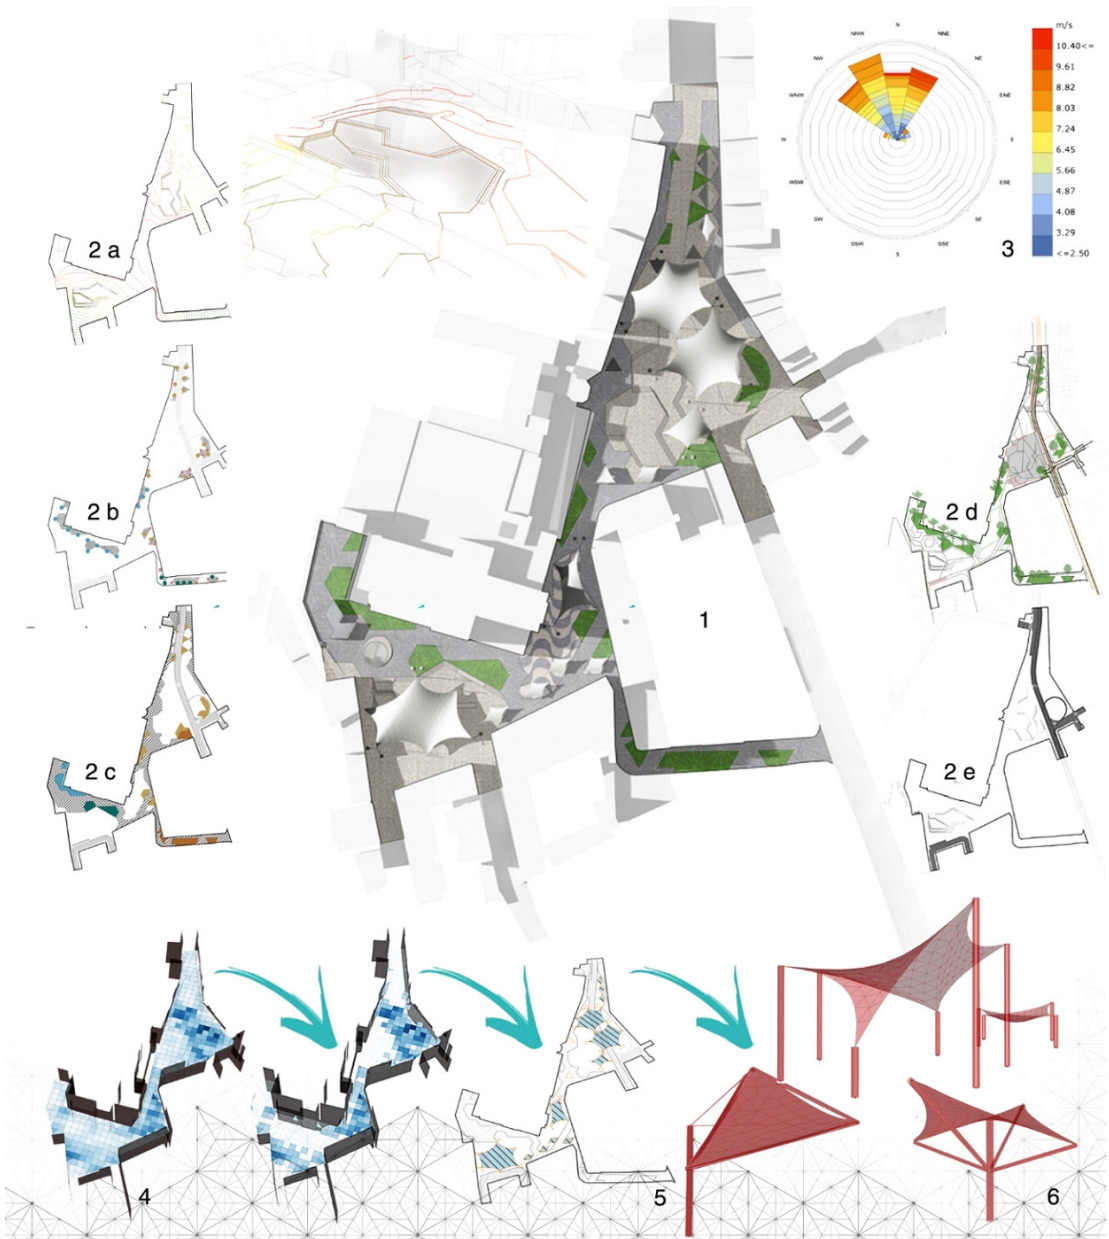 m/s
10.40<=
9.61
8.82
8.03
7.24
6.45
5.66
4.87
4.08
3.29
<=2.50
N
NNE
NE
ENE
E
ESE
SE
SSE
S
SSW
SW
WSW
W
WNW
NW
NNW
3
2 a
2 b
2 c
2 d
2 e
1
4
5
6